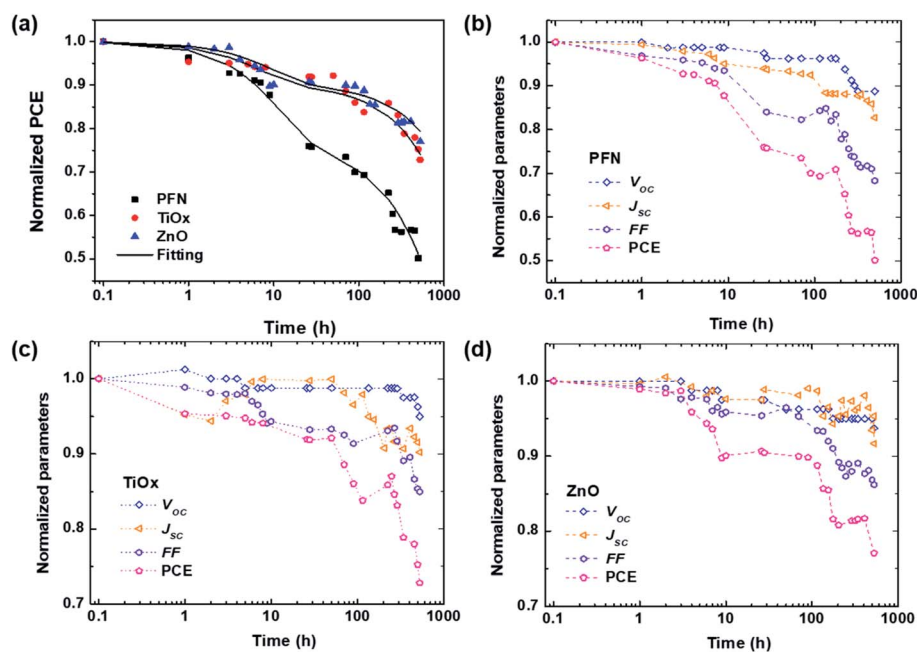 (a)
Normalized PCE
1.0
0.9
0.8
0.7
0.6
0.5
PFN
TiOx
ZnO
Fitting
0.1 1 10 100 1000
Time (h)
(b)
Normalized parameters
1.0
0.9
0.8
0.7
0.6
0.5
PFN
Voc
Jsc
FF
PCE
0.1 1 10 100 1000
Time (h)
(c)
Normalized parameters
1.0
0.9
0.8
0.7
TiOx
Voc
Jsc
FF
PCE
0.1 1 10 100 1000
Time (h)
(d)
Normalized parameters
1.0
0.9
0.8
0.7
ZnO
Voc
Jsc
FF
PCE
0.1 1 10 100 1000
Time (h)